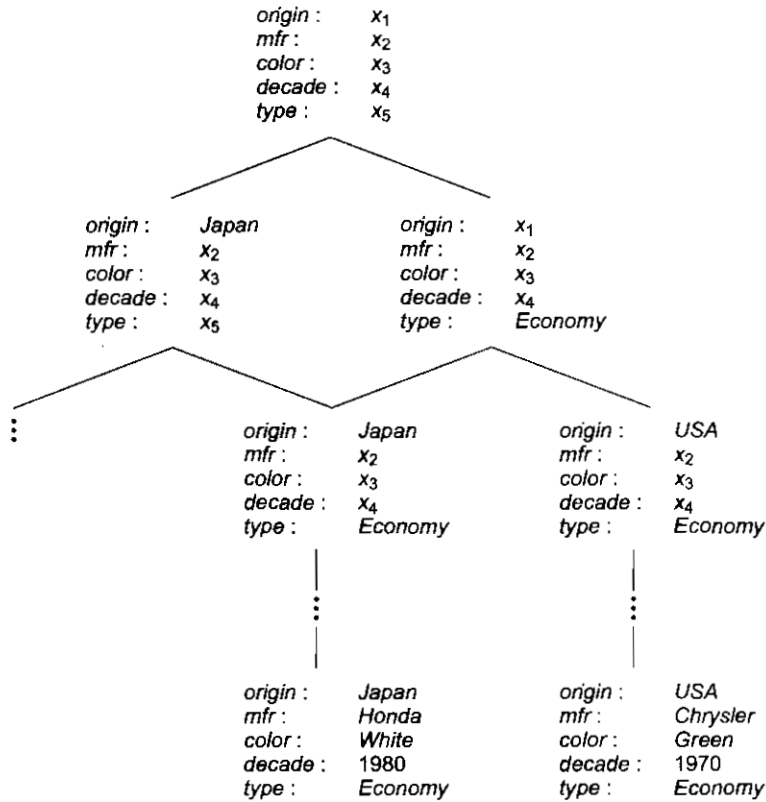 origin : x1
mfr : x2
color : x3
decade : x4
type : x5
origin : Japan
mfr : x2
color : x3
decade : x4
type : x5
origin : x1
mfr : x2
color : x3
decade : x4
type : Economy
origin : Japan
mfr : x2
color : x3
decade : x4
type : Economy
origin : USA
mfr : x2
color : x3
decade : x4
type : Economy
origin : Japan
mfr : Honda
color : White
decade : 1980
type : Economy
origin : USA
mfr : Chrysler
color : Green
decade : 1970
type : Economy